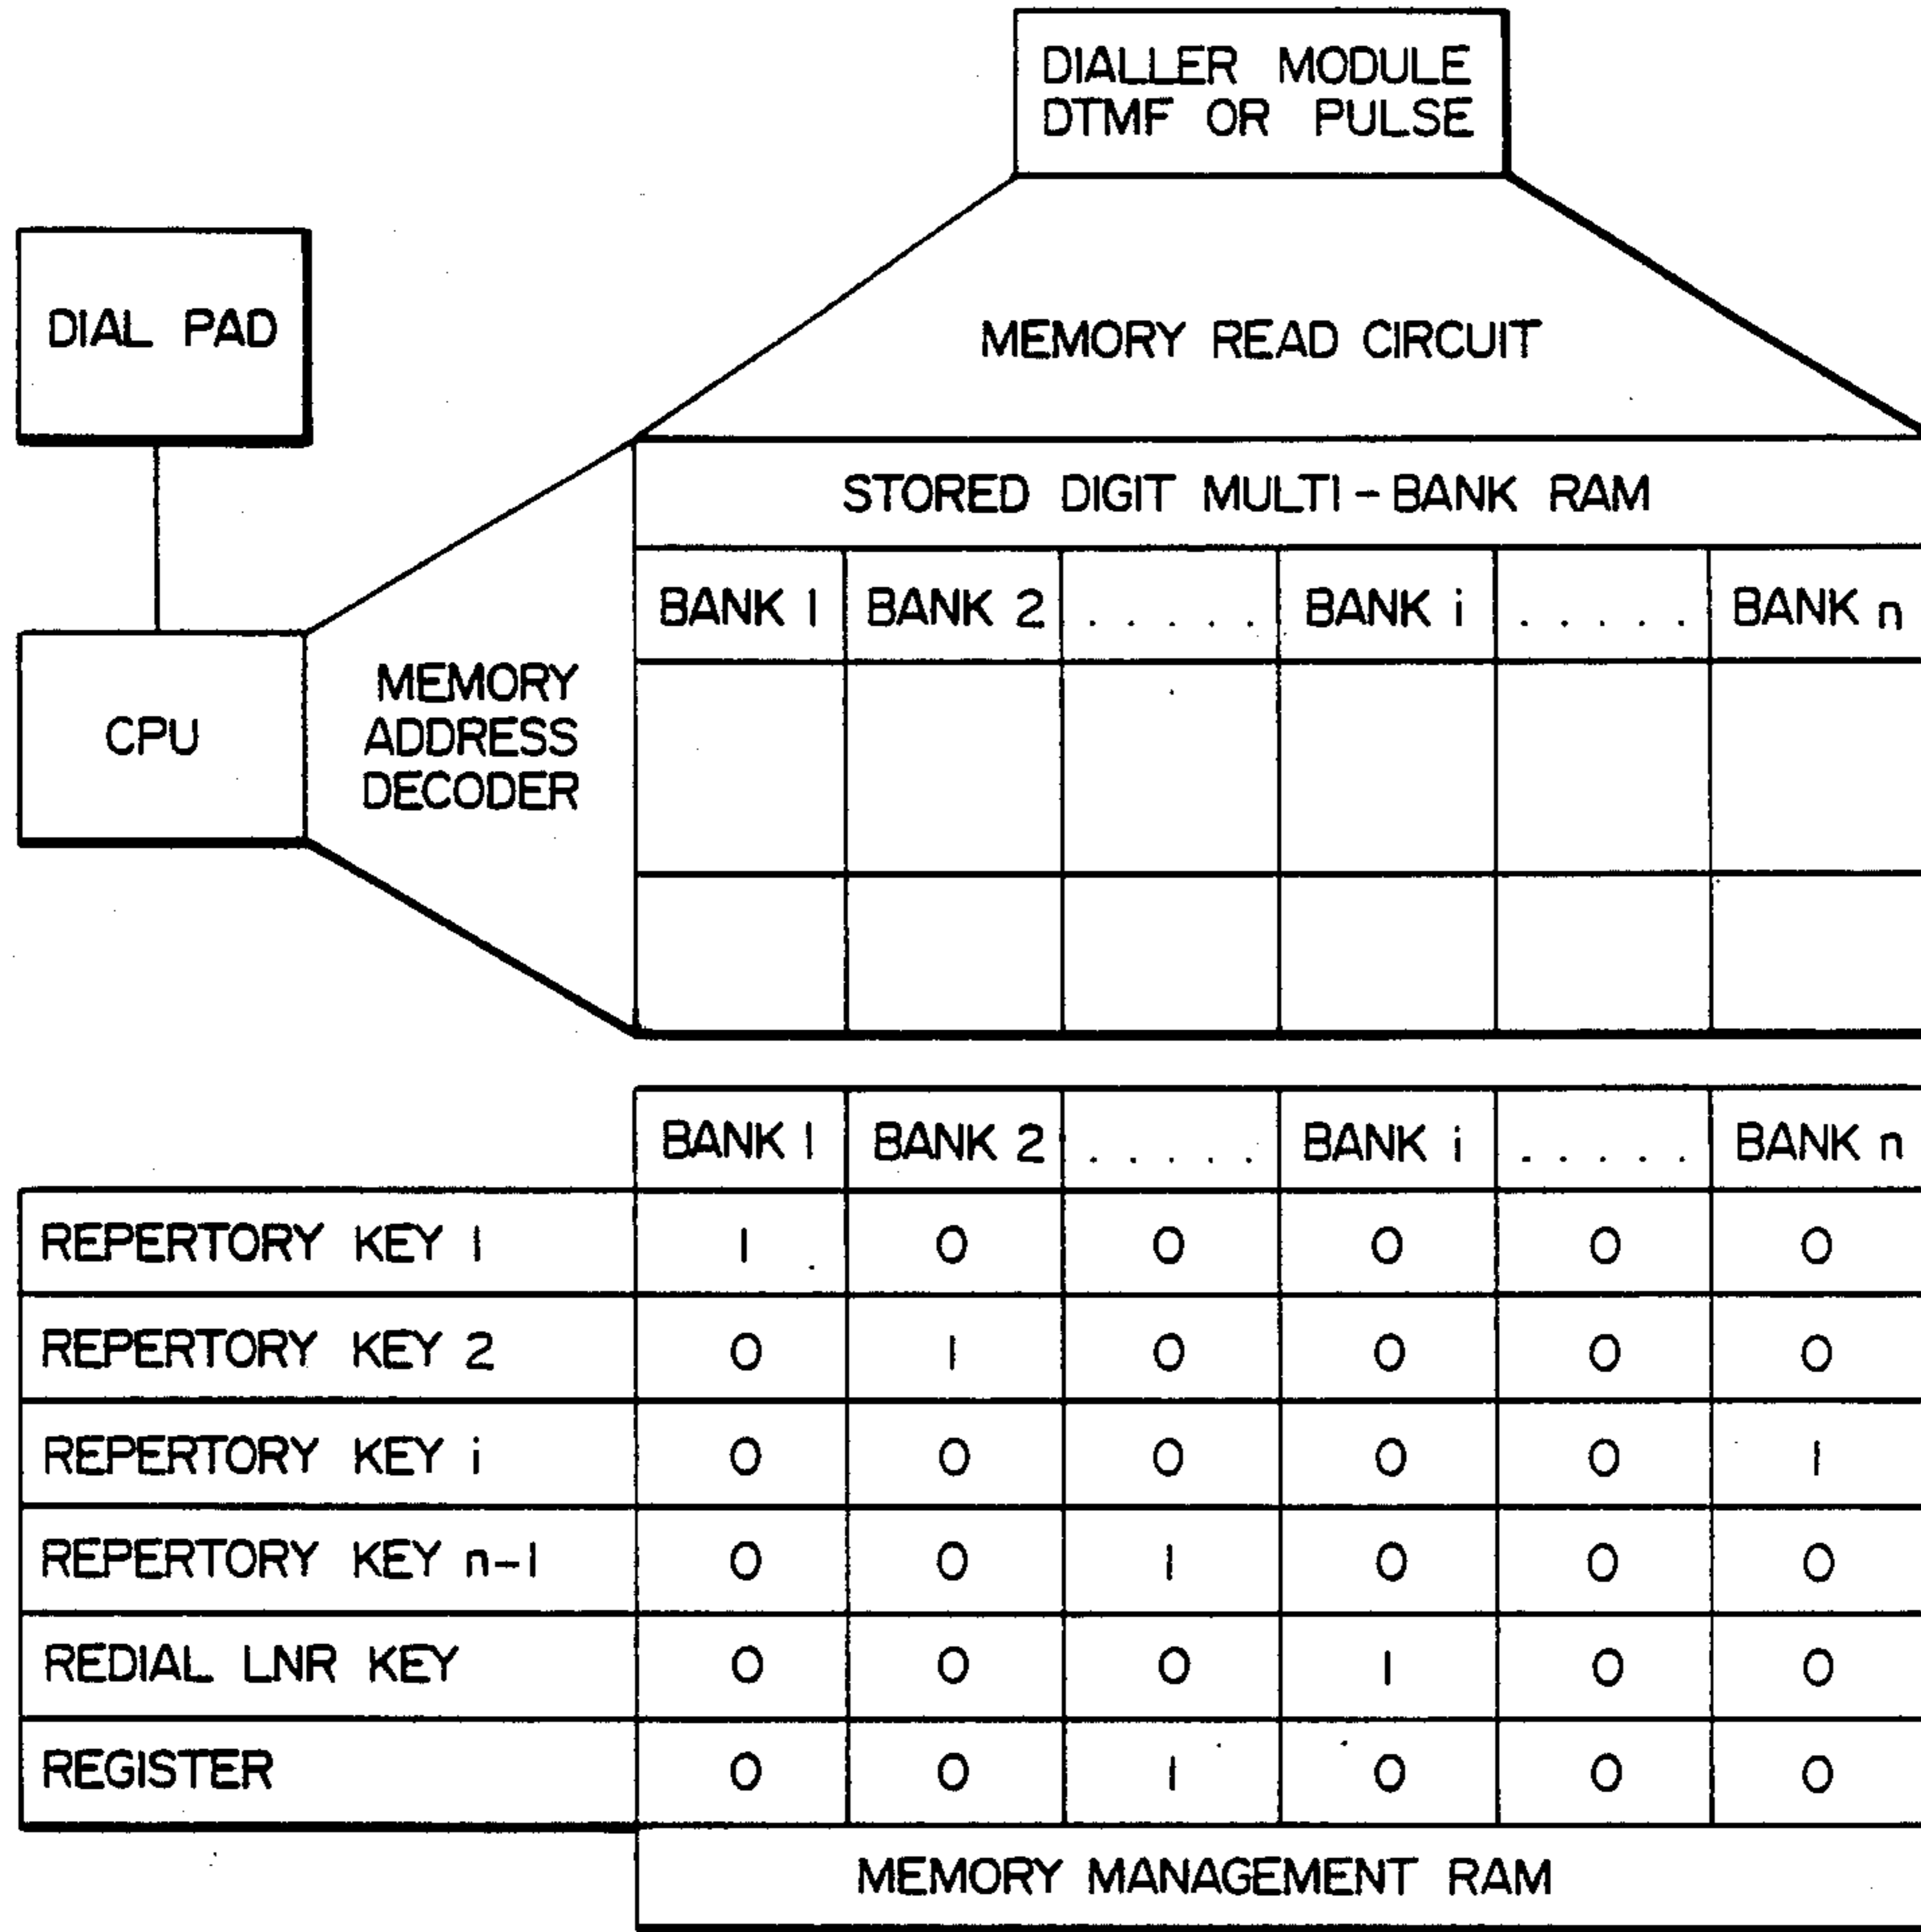 DIALLER MODULE
DTMF OR PULSE
DIAL PAD
MEMORY READ CIRCUIT
STORED DIGIT MULTI-BANK RAM
BANK 1 BANK 2 ..... BANK i ..... BANK n
CPU
MEMORY
ADDRESS
DECODER
BANK 1 BANK 2 ..... BANK i ..... BANK n
REPERTORY KEY 1 1 0 0 0 0 0
REPERTORY KEY 2 0 1 0 0 0 0
REPERTORY KEY i 0 0 0 0 0 1
REPERTORY KEY n-1 0 0 1 0 0 0
REDIAL LNR KEY 0 0 0 1 0 0
REGISTER 0 0 1 0 0 0
MEMORY MANAGEMENT RAM